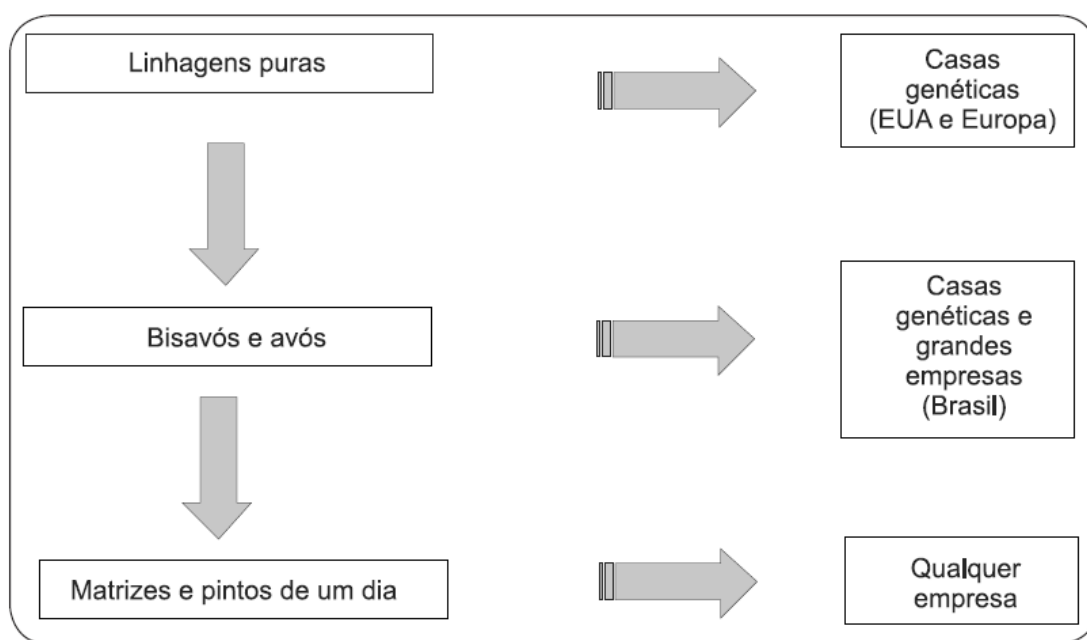 Linhagens puras
Casas
genéticas
(EUA e Europa)
Bisavós e avós
Casas
genéticas e
grandes
empresas
(Brasil)
Matrizes e pintos de um dia
Qualquer
empresa